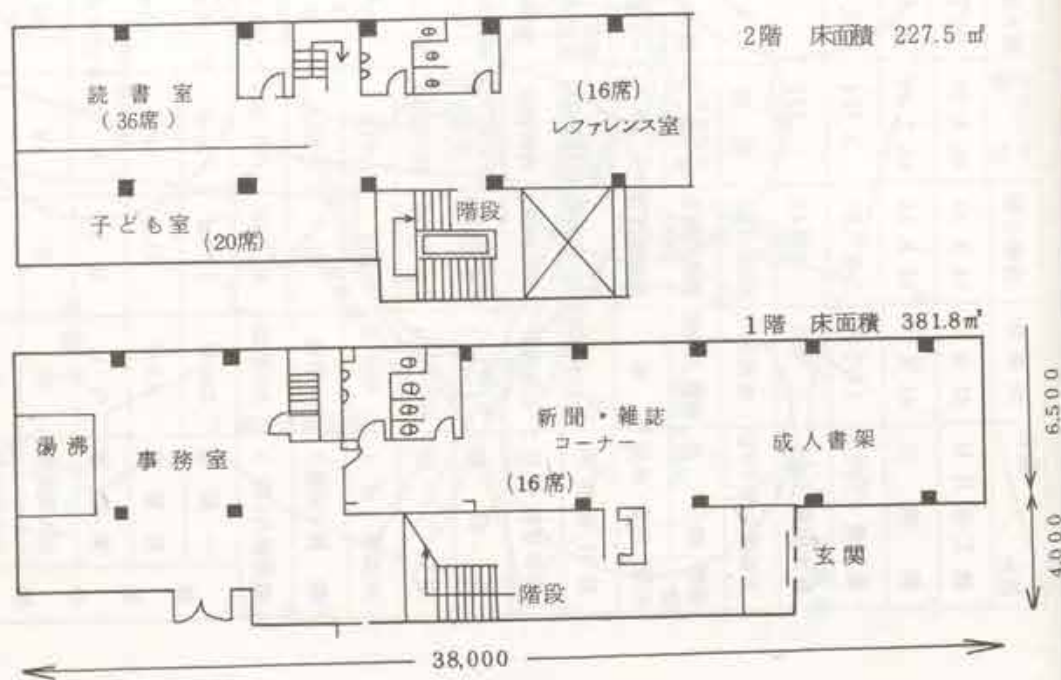 2階 床面積 227.5 ㎡
読書室
(36席)
(16席)
レファレンス室
子ども室
(20席)
階段
1階 床面積 381.8㎡
湯沸
事務室
新聞・雑誌
コーナー
(16席)
成人書架
階段
玄関
6,500
4,000
38,000